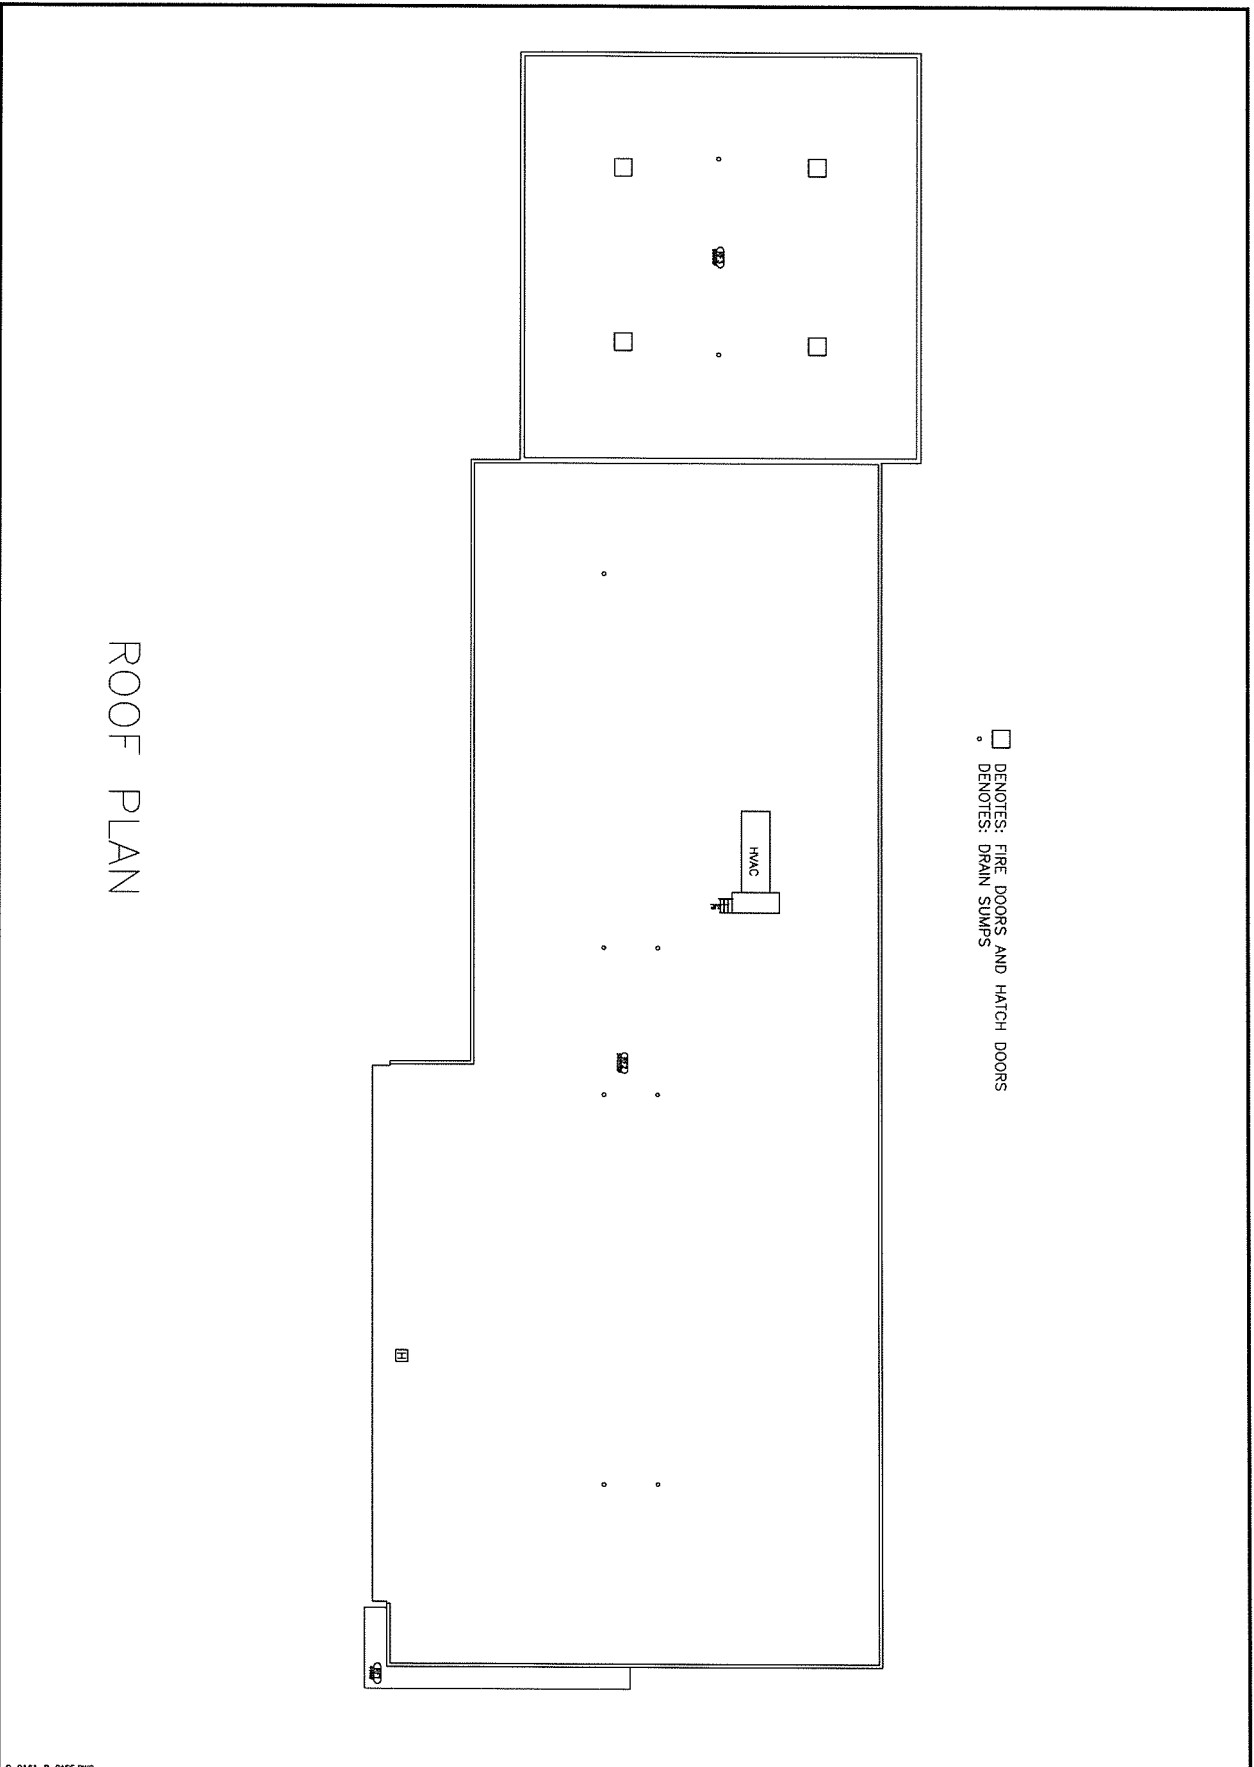 DENOTES: FIRE DOORS AND HATCH DOORS
DENOTES: DRAIN SUMPS
HVAC
H
ROOF PLAN